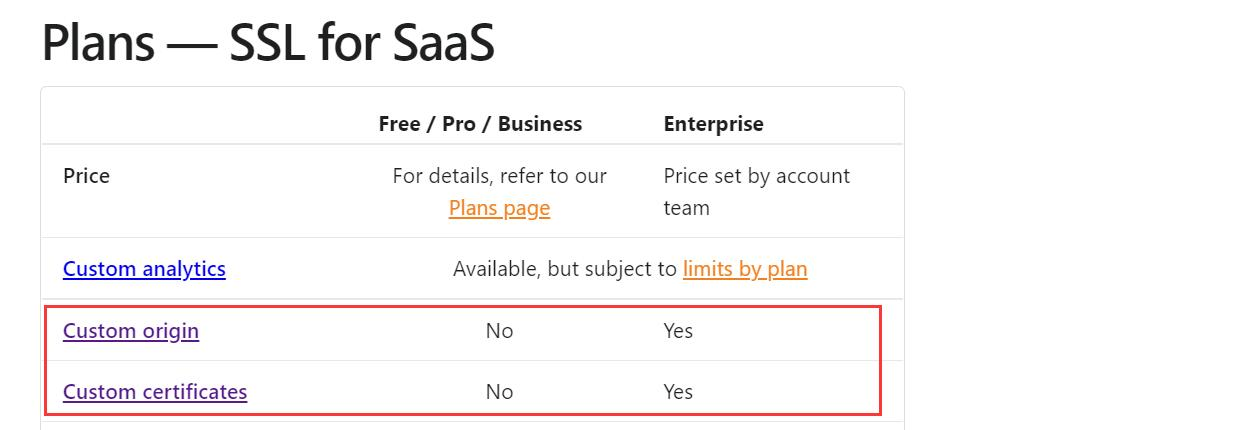 Plans — SSL for SaaS
Free / Pro / Business Enterprise
Price For details, refer to our Price set by account
Plans page team
Custom analytics Available, but subject to limits by plan
Custom origin No Yes
Custom certificates No Yes